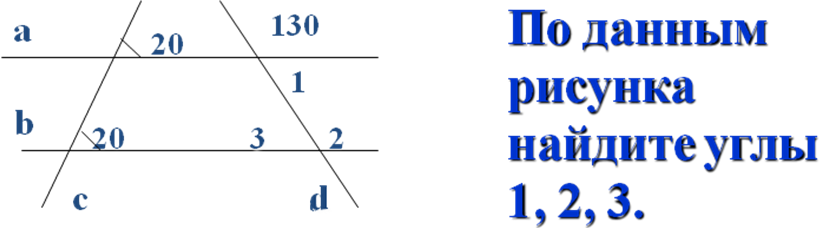 a 20 130
1
b 20 3 2
c d
По данным
рисунка
найдите углы
1, 2, 3.